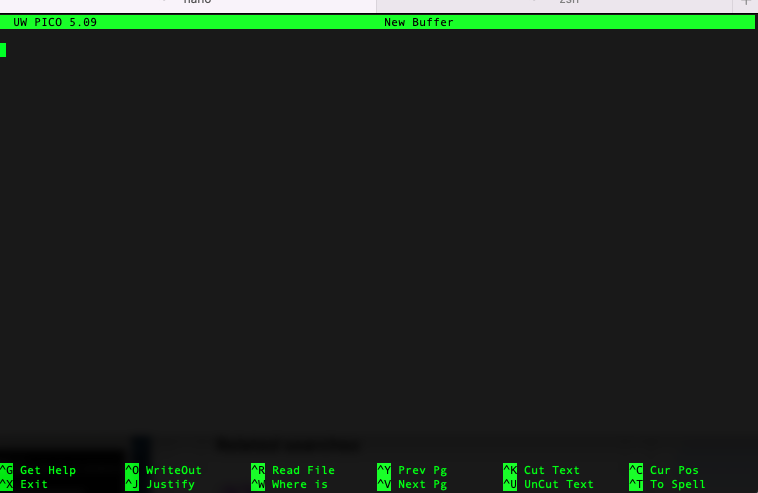 nano zsh +
UW PICO 5.09 New Buffer
^G Get Help ^O WriteOut ^R Read File ^Y Prev Pg ^K Cut Text ^C Cur Pos
^X Exit ^J Justify ^W Where is ^V Next Pg ^U UnCut Text ^T To Spell